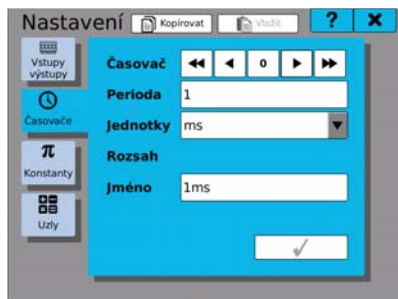 Nastavení Kopírovat Vložit ? ×
Vstupy
výstupy
Časovač 0
Perioda 1
Časovače
Jednotky ms
π
Konstanty
Rozsah
Jméno 1ms
Uzly